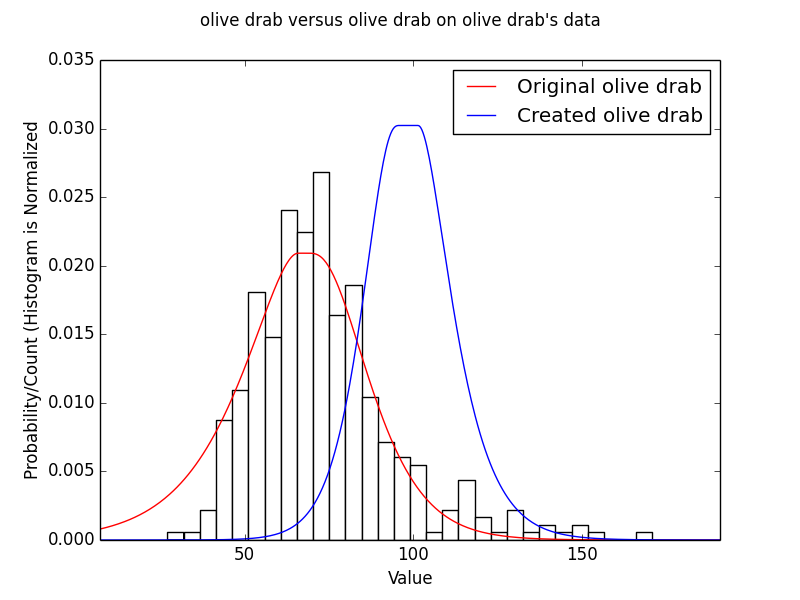 olive drab versus olive drab on olive drab's data
0.035
0.030
0.025
0.020
0.015
0.010
0.005
0.000
Probability/Count (Histogram is Normalized
Original olive drab
Created olive drab
50
100
150
Value